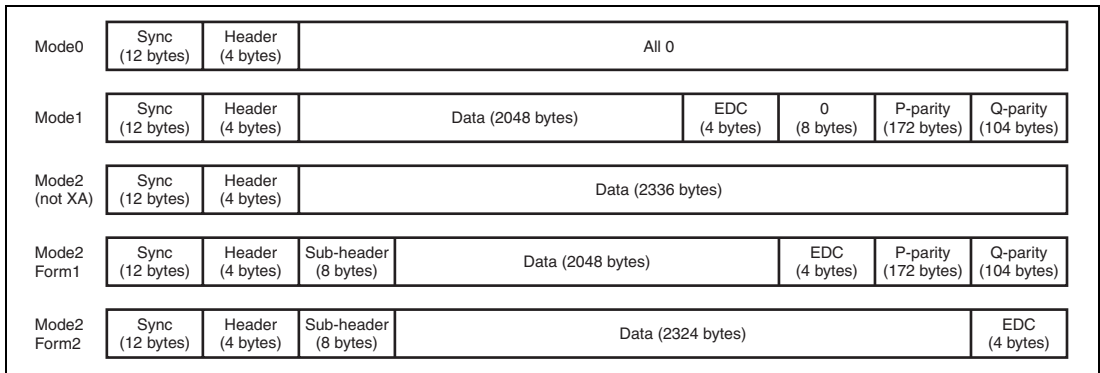 Mode0
Sync
(12 bytes)
Header
(4 bytes)
All 0
Mode1
Sync
(12 bytes)
Header
(4 bytes)
Data (2048 bytes)
EDC
(4 bytes)
0
(8 bytes)
P-parity
(172 bytes)
Q-parity
(104 bytes)
Mode2
(not XA)
Sync
(12 bytes)
Header
(4 bytes)
Data (2336 bytes)
Mode2
Form1
Sync
(12 bytes)
Header
(4 bytes)
Sub-header
(8 bytes)
Data (2048 bytes)
EDC
(4 bytes)
P-parity
(172 bytes)
Q-parity
(104 bytes)
Mode2
Form2
Sync
(12 bytes)
Header
(4 bytes)
Sub-header
(8 bytes)
Data (2324 bytes)
EDC
(4 bytes)